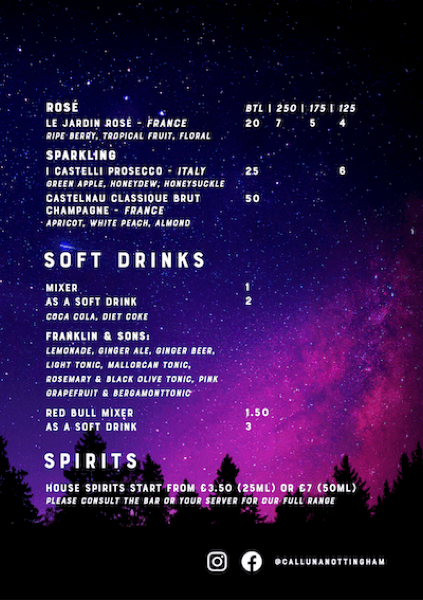 ROSÉ BTL | 250 | 175 | 125
LE JARDIN ROSÉ - FRANCE 20 7 5 4
RIPE BERRY, TROPICAL FRUIT, FLORAL
SPARKLING
I CASTELLI PROSECCO - ITALY 25 6
GREEN APPLE, HONEYDEW, HONEYSUCKLE
CASTELNAU CLASSIQUE BRUT 50
CHAMPAGNE - FRANCE
APRICOT, WHITE PEACH, ALMOND
SOFT DRINKS
MIXER 1
AS A SOFT DRINK 2
COCA COLA, DIET COKE
FRANKLIN & SONS:
LEMONADE, GINGER ALE, GINGER BEER,
LIGHT TONIC, MALLORCAN TONIC,
ROSEMARY & BLACK OLIVE TONIC, PINK
GRAPEFRUIT & BERGAMONTTONIC
RED BULL MIXER 1.50
AS A SOFT DRINK 3
SPIRITS
HOUSE SPIRITS START FROM £3.50 (25ML) OR £7 (50ML)
PLEASE CONSULT THE BAR OR YOUR SERVER FOR OUR FULL RANGE
@CALLUNANOTTINGHAM